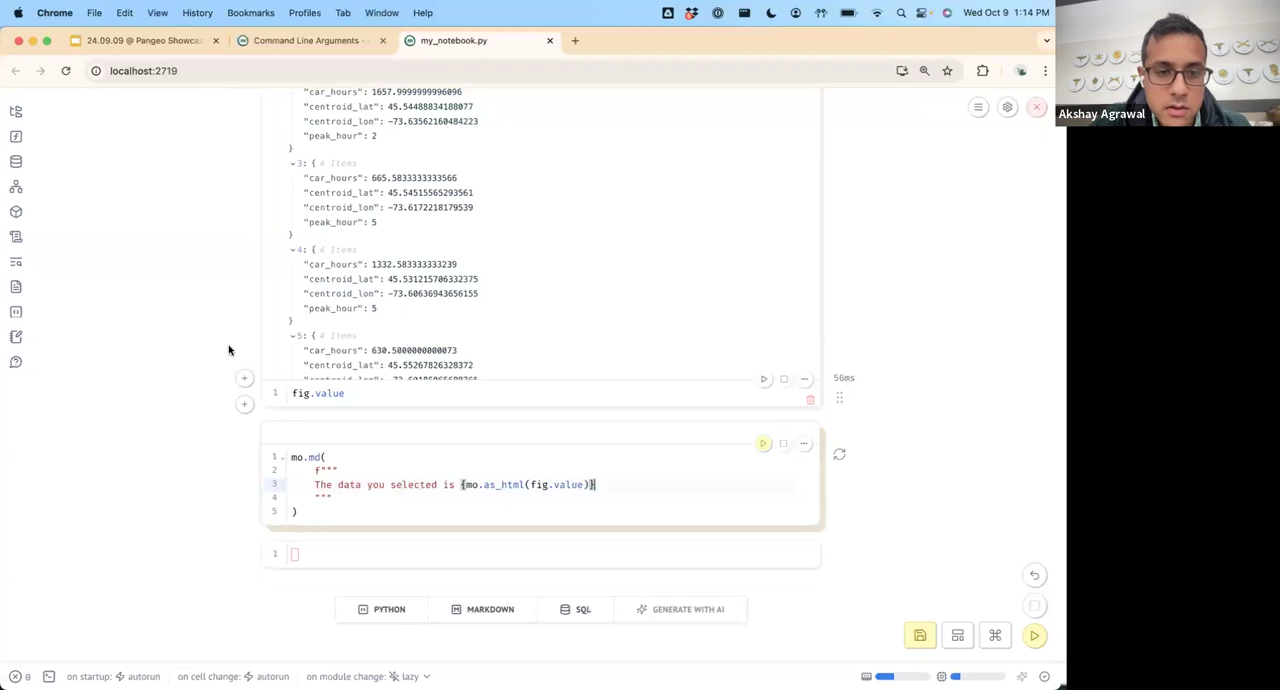 Chrome File Edit View History Bookmarks Profiles Tab Window Help Wed Oct 9 1:14 PM
24.09.09 @ Pangeo Showca Command Line Arguments - my_notebook.py
localhost:2719
Akshay Agrawal
"car_hours": 1657.9999999996096
"centroid_lat": 45.54488834188077
"centroid_lon": -73.63562160484223
"peak_hour": 2
}
3: { 4 Items
"car_hours": 665.5833333333566
"centroid_lat": 45.54515565293561
"centroid_lon": -73.6172218179539
"peak_hour": 5
}
4: { 4 Items
"car_hours": 1332.583333333239
"centroid_lat": 45.531215706332375
"centroid_lon": -73.60636943656155
"peak_hour": 5
}
5: { 4 Items
"car_hours": 630.5000000000073
"centroid_lat": 45.55267826328372
56ms
1 fig.value
1 mo.md(
2 f"""
3 The data you selected is {mo.as_html(fig.value)}
4 """
5 )
1
PYTHON MARKDOWN SQL GENERATE WITH AI
0 on startup: autorun on cell change: autorun on module change: lazy